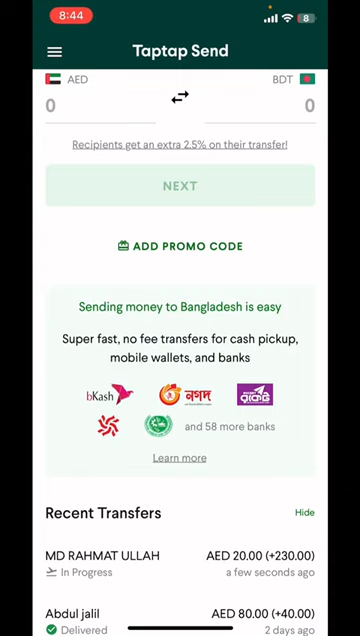 8:44
8
Taptap Send
AED
BDT
0
0
Recipients get an extra 2.5% on their transfer!
NEXT
ADD PROMO CODE
Sending money to Bangladesh is easy
Super fast, no fee transfers for cash pickup,
mobile wallets, and banks
bKash
নগদ
রকেট
and 58 more banks
Learn more
Recent Transfers
Hide
MD RAHMAT ULLAH
AED 20.00 (+230.00)
In Progress
a few seconds ago
Abdul jalil
AED 80.00 (+40.00)
Delivered
2 days ago